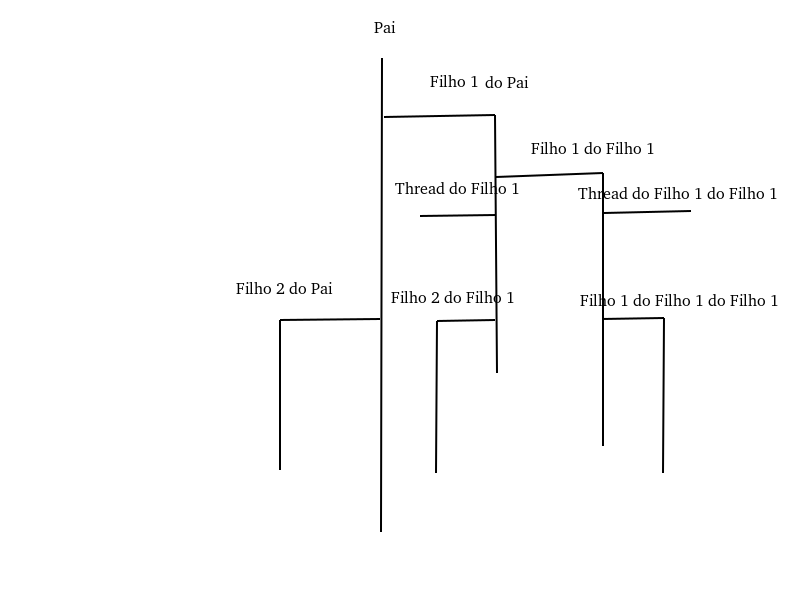 Pai
Filho 1 do Pai
Filho 1 do Filho 1
Thread do Filho 1
Thread do Filho 1 do Filho 1
Filho 2 do Pai
Filho 2 do Filho 1
Filho 1 do Filho 1 do Filho 1